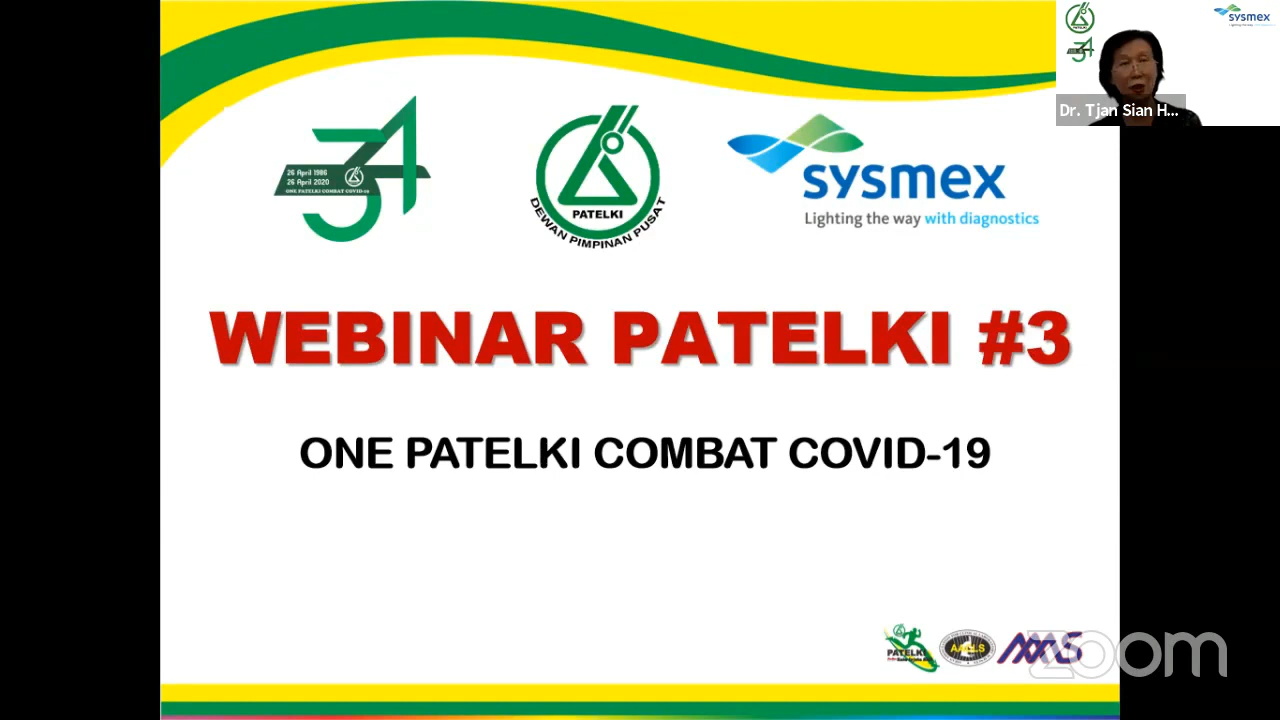 sysmex
Dr. Tjan Sian H...
26 April 1986
26 April 2020
ONE PATELKI COMBAT COVID-19
PATELKI
DEWAN PIMPINAN PUSAT
sysmex
Lighting the way with diagnostics
WEBINAR PATELKI #3
ONE PATELKI COMBAT COVID-19
PATELKI
zoom